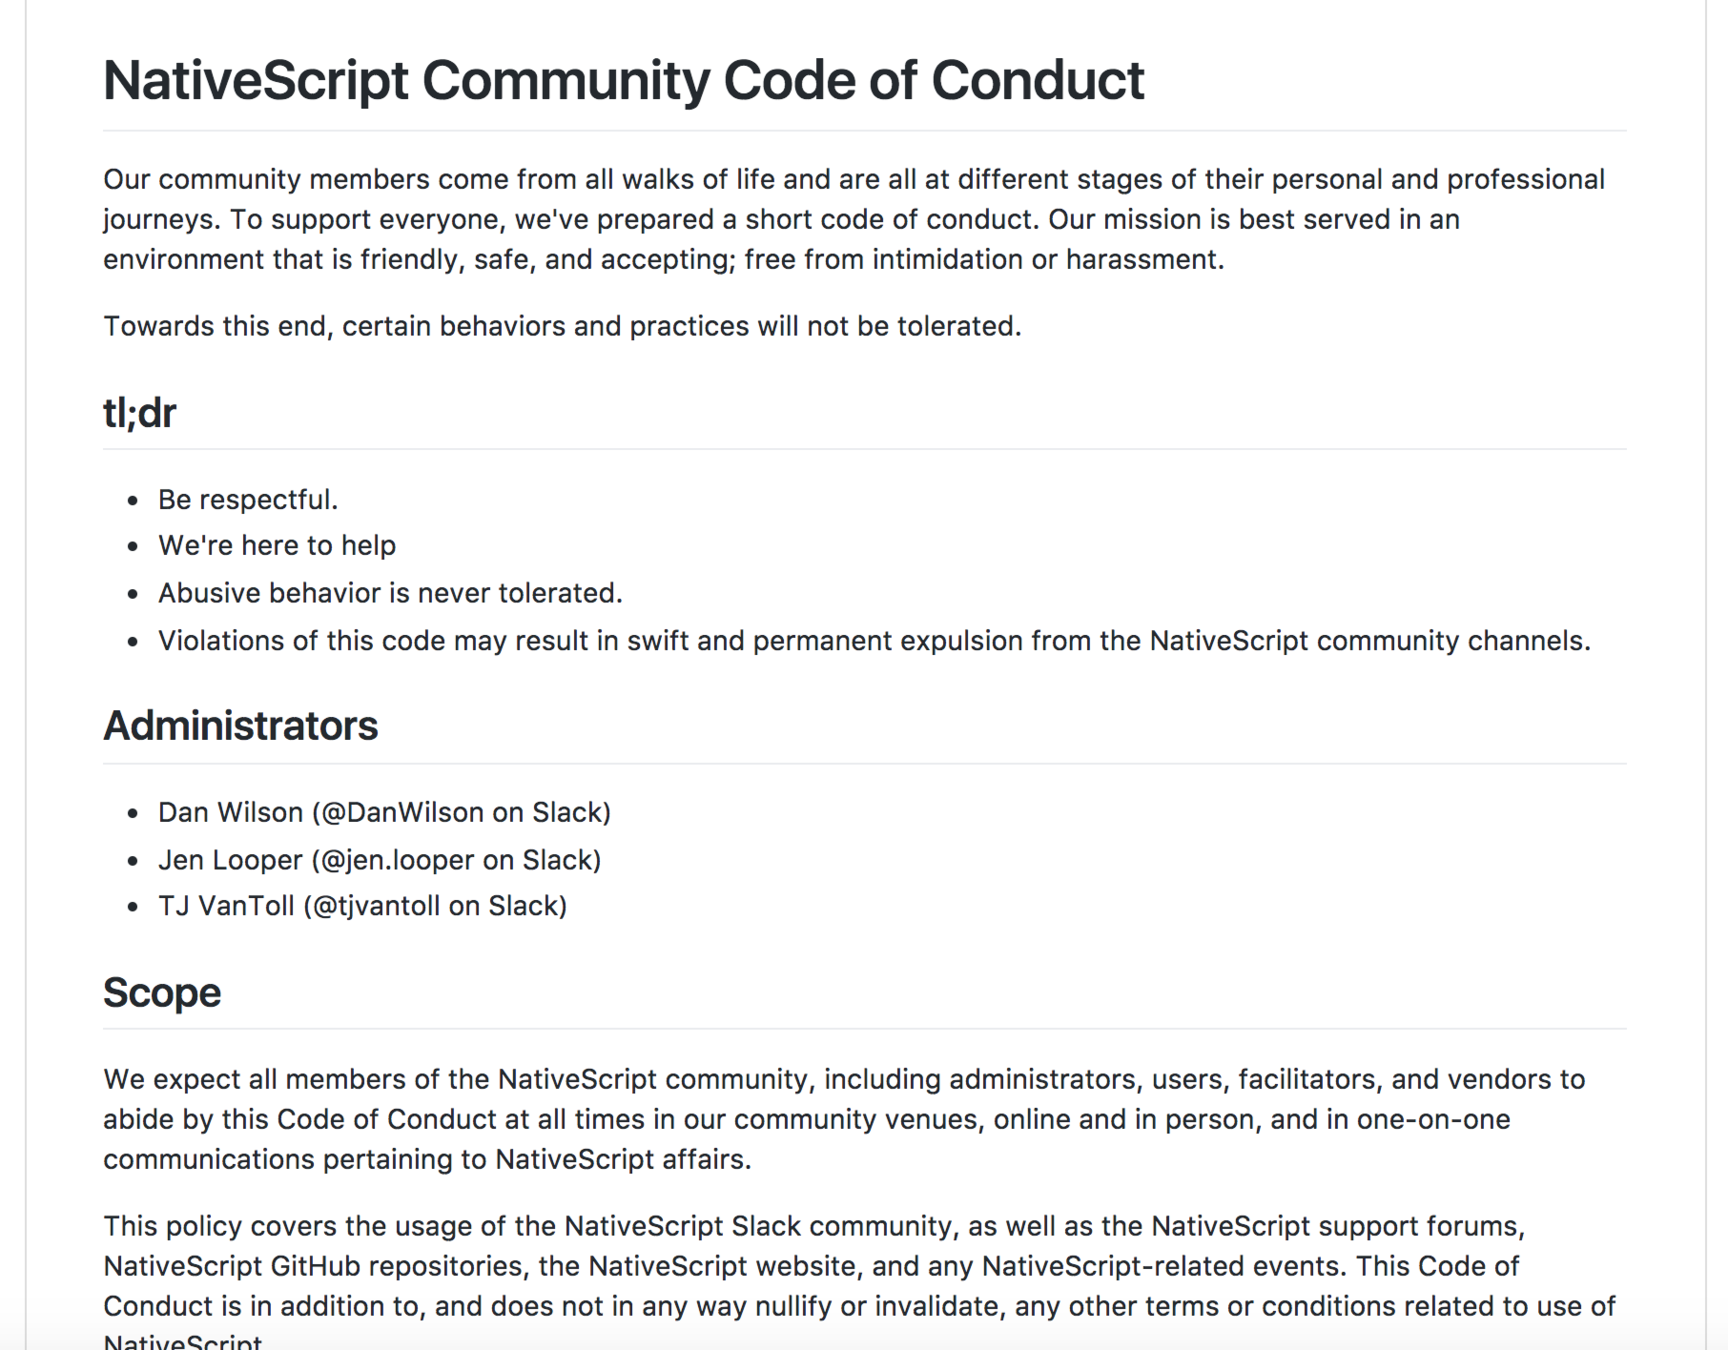 NativeScript Community Code of Conduct
Our community members come from all walks of life and are all at different stages of their personal and professional
journeys. To support everyone, we've prepared a short code of conduct. Our mission is best served in an
environment that is friendly, safe, and accepting; free from intimidation or harassment.
Towards this end, certain behaviors and practices will not be tolerated.
tl;dr
• Be respectful.
• We're here to help
• Abusive behavior is never tolerated.
• Violations of this code may result in swift and permanent expulsion from the NativeScript community channels.
Administrators
• Dan Wilson (@DanWilson on Slack)
• Jen Looper (@jen.looper on Slack)
• TJ VanToll (@tjvantoll on Slack)
Scope
We expect all members of the NativeScript community, including administrators, users, facilitators, and vendors to
abide by this Code of Conduct at all times in our community venues, online and in person, and in one-on-one
communications pertaining to NativeScript affairs.
This policy covers the usage of the NativeScript Slack community, as well as the NativeScript support forums,
NativeScript GitHub repositories, the NativeScript website, and any NativeScript-related events. This Code of
Conduct is in addition to, and does not in any way nullify or invalidate, any other terms or conditions related to use of
NativeScript